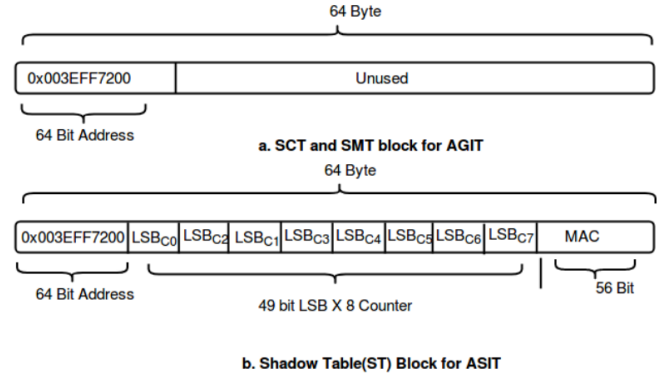 64 Byte
0x003EFF7200 Unused
64 Bit Address
a. SCT and SMT block for AGIT
64 Byte
0x003EFF7200 LSBC0 LSBC2 LSBC1 LSBC3 LSBC4 LSBC5 LSBC6 LSBC7 MAC
64 Bit Address
56 Bit
49 bit LSB X 8 Counter
b. Shadow Table(ST) Block for ASIT